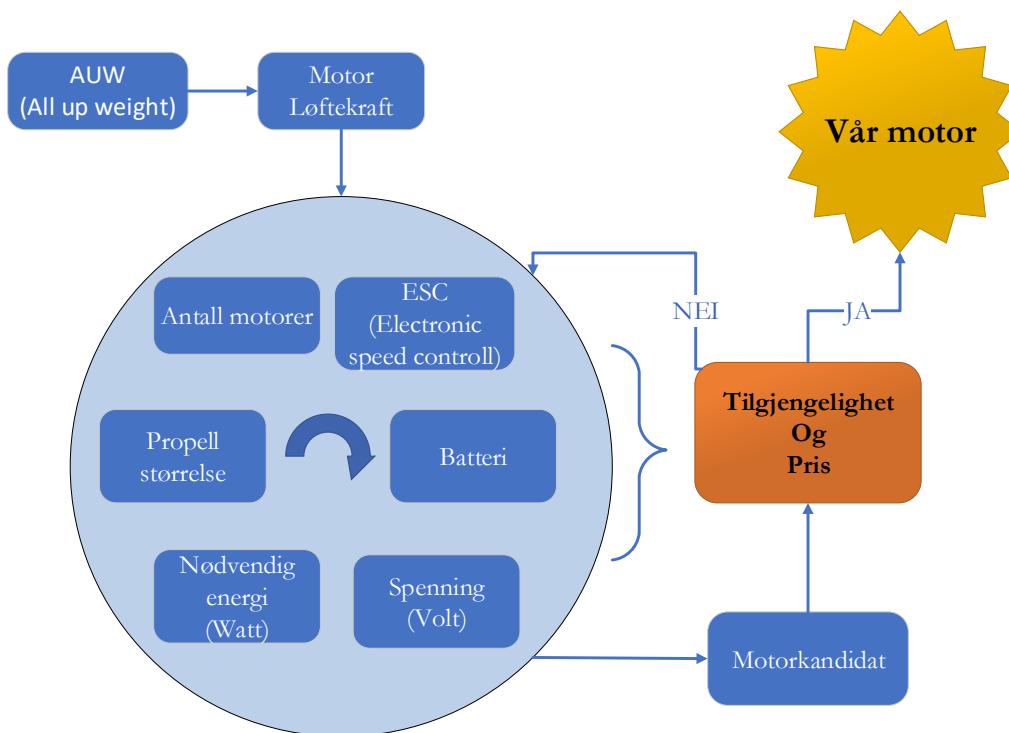 AUW
(All up weight)
Motor
Løftekraft
Vår motor
Antall motorer
ESC
(Electronic
speed controll)
NEI
JA
Propell
størrelse
Batteri
Tilgjengelighet
Og
Pris
Nødvendig
energi
(Watt)
Spenning
(Volt)
Motorkandidat